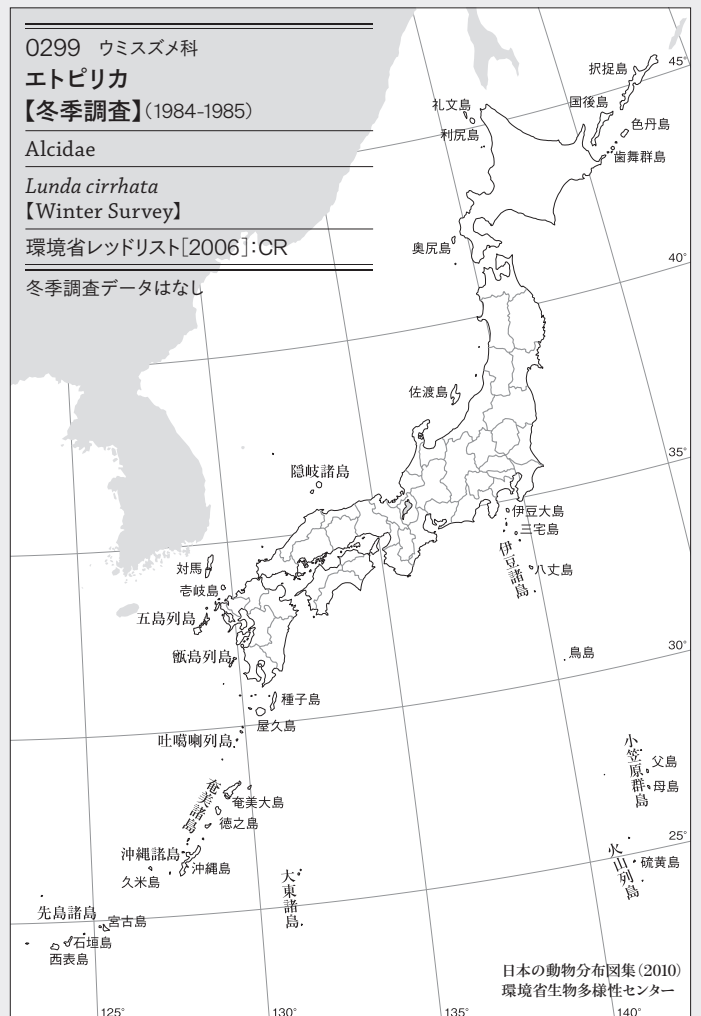 0299 ウミスズメ科
エトピリカ
【冬季調査】(1984-1985)
Alcidae
Lunda cirrhata
【Winter Survey】
環境省レッドリスト[2006]:CR
冬季調査データはなし
45°
択捉島
国後島
色丹島
歯舞群島
礼文島
利尻島
奥尻島
40°
佐渡島
35°
隠岐諸島
伊豆大島
三宅島
伊豆諸島
八丈島
対馬
壱岐島
五島列島
甑島列島
鳥島
30°
種子島
屋久島
吐噶喇列島
小笠原群島
父島
母島
奄美諸島
奄美大島
徳之島
25°
沖縄諸島
沖縄島
久米島
火山列島
硫黄島
大東諸島
先島諸島
宮古島
石垣島
西表島
日本の動物分布図集(2010)
環境省生物多様性センター
125°
130°
135°
140°